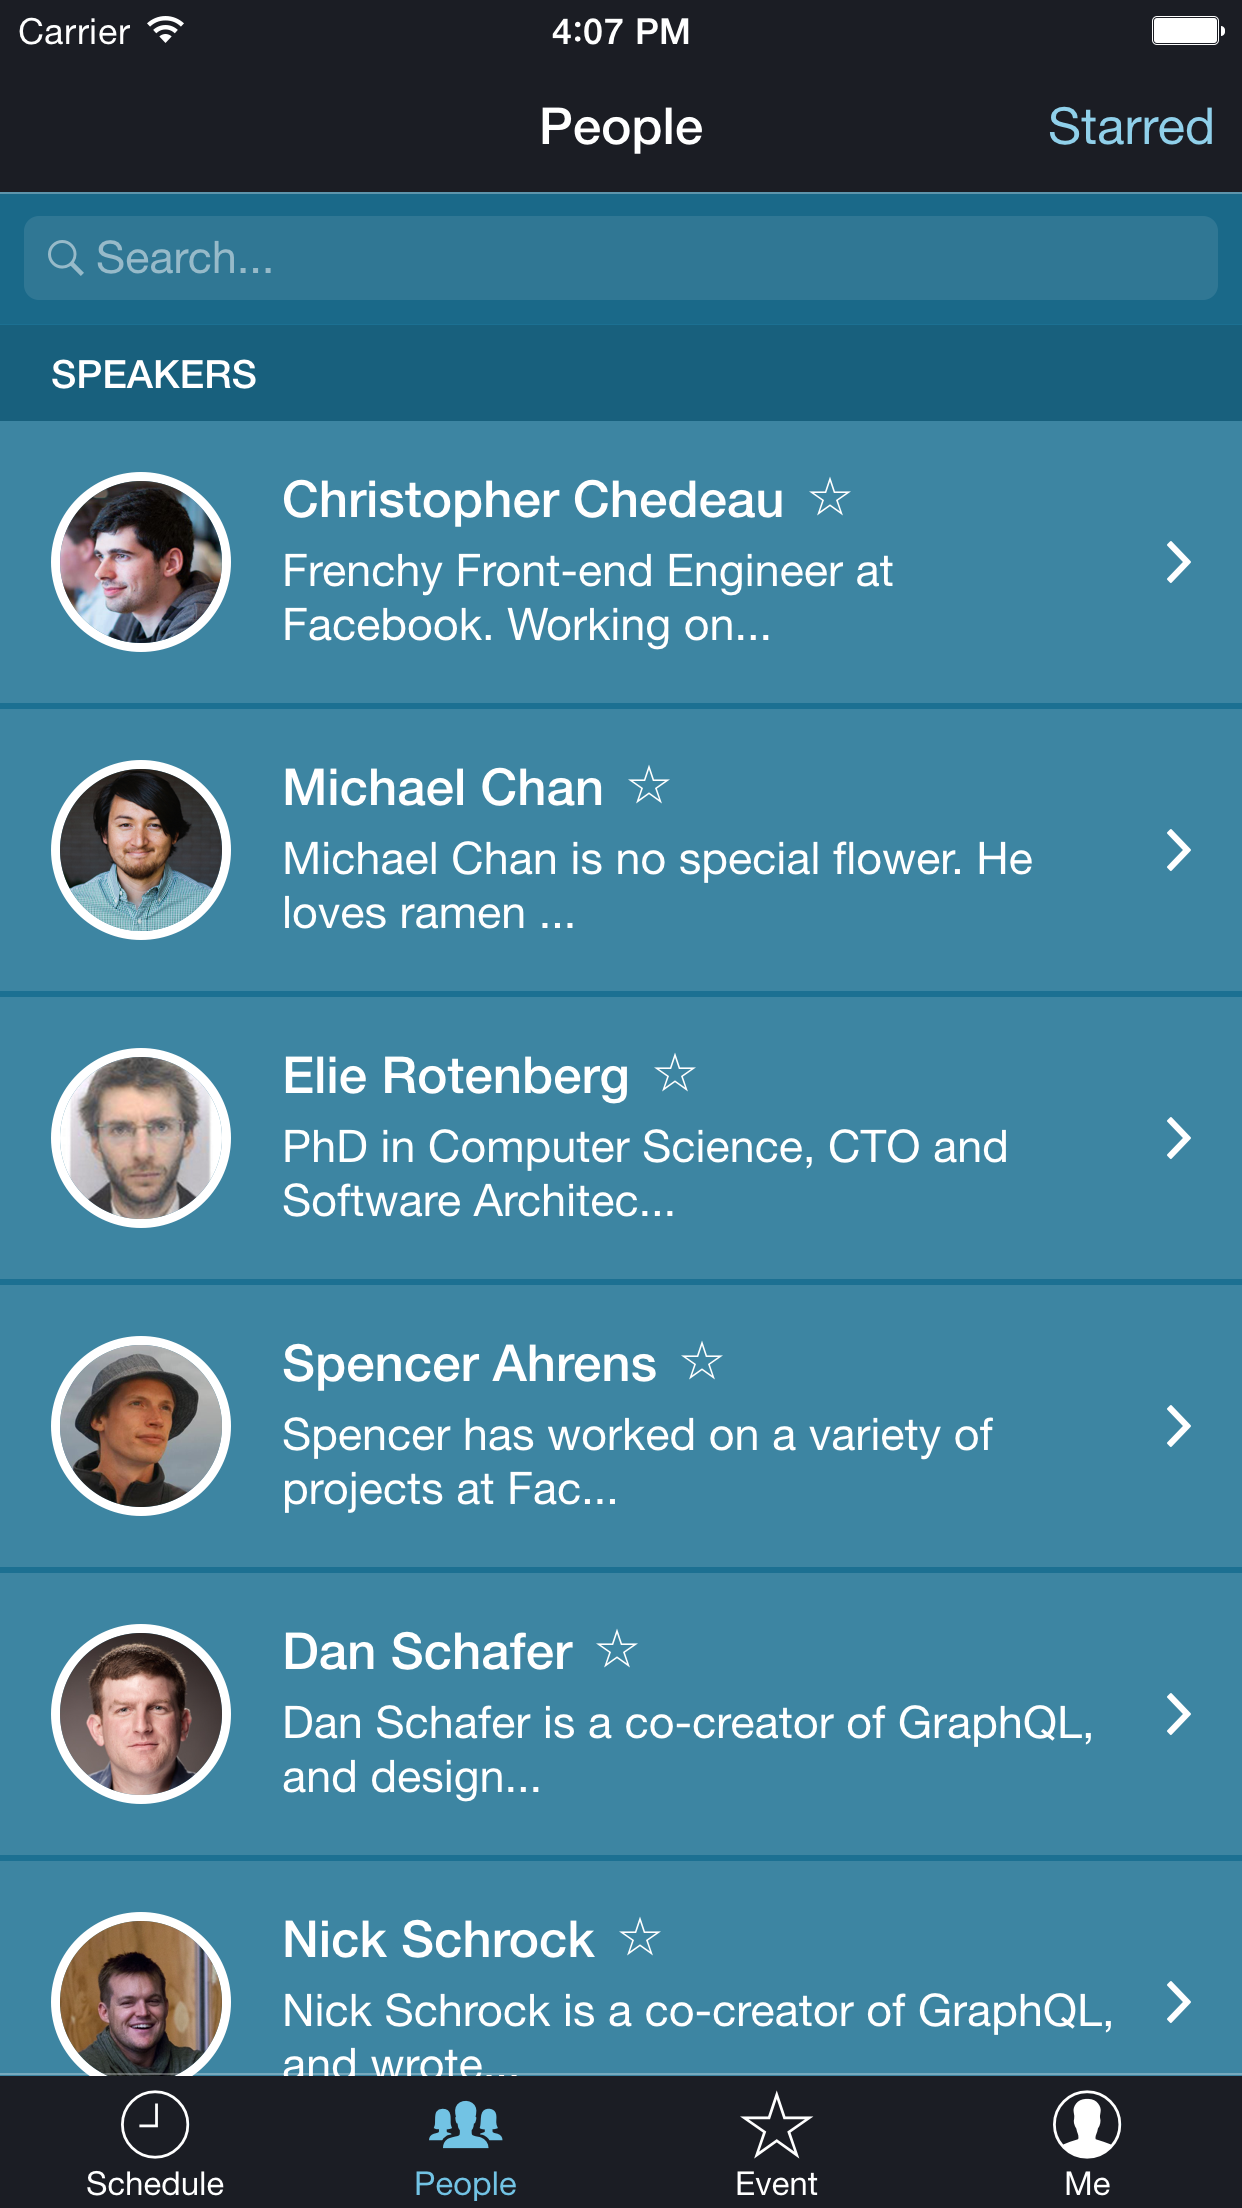 Carrier 4:07 PM
People Starred
Search...
SPEAKERS
Christopher Chedeau
Frenchy Front-end Engineer at
Facebook. Working on...
Michael Chan
Michael Chan is no special flower. He
loves ramen ...
Elie Rotenberg
PhD in Computer Science, CTO and
Software Architec...
Spencer Ahrens
Spencer has worked on a variety of
projects at Fac...
Dan Schafer
Dan Schafer is a co-creator of GraphQL,
and design...
Nick Schrock
Nick Schrock is a co-creator of GraphQL,
and wrote...
Schedule People Event Me